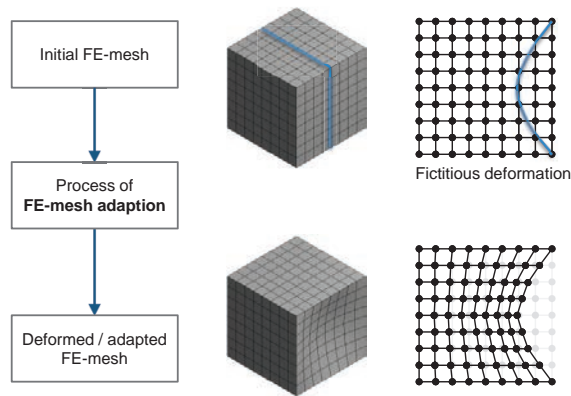 Initial FE-mesh
Process of
FE-mesh adaption
Fictitious deformation
Deformed / adapted
FE-mesh